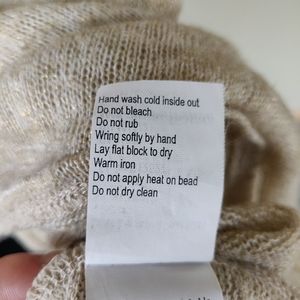 Hand wash cold inside out
Do not bleach
Do not rub
Wring softly by hand
Lay flat block to dry
Warm iron
Do not apply heat on bead
Do not dry clean